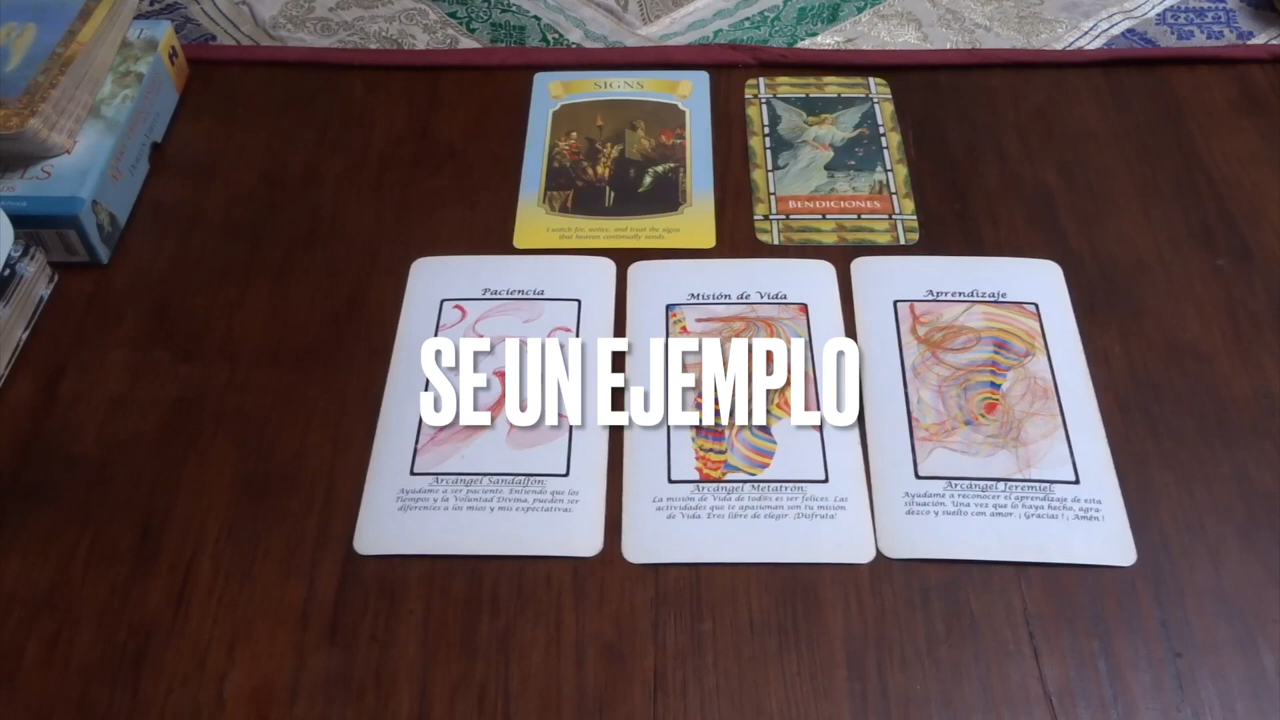 SIGNS
I watch for, notice, and trust the signs
that heaven continually sends.
BENDICIONES
Paciencia
Arcángel Sandalfón:
Ayúdame a ser paciente. Entiendo que los
Tiempos y la Voluntad Divina, pueden ser
diferentes a los míos y mis expectativas.
Misión de Vida
Arcángel Metatrón:
La misión de Vida de tod@s es ser felices. Las
actividades que te apasionan son tu misión
de Vida. Eres libre de elegir. ¡Disfruta!
Aprendizaje
Arcángel Jeremiel:
Ayúdame a reconocer el aprendizaje de esta
situación. Una vez que lo haya hecho, agra-
dezco y suelto con amor. ¡ Gracias ! ¡ Amén !
SE UN EJEMPLO